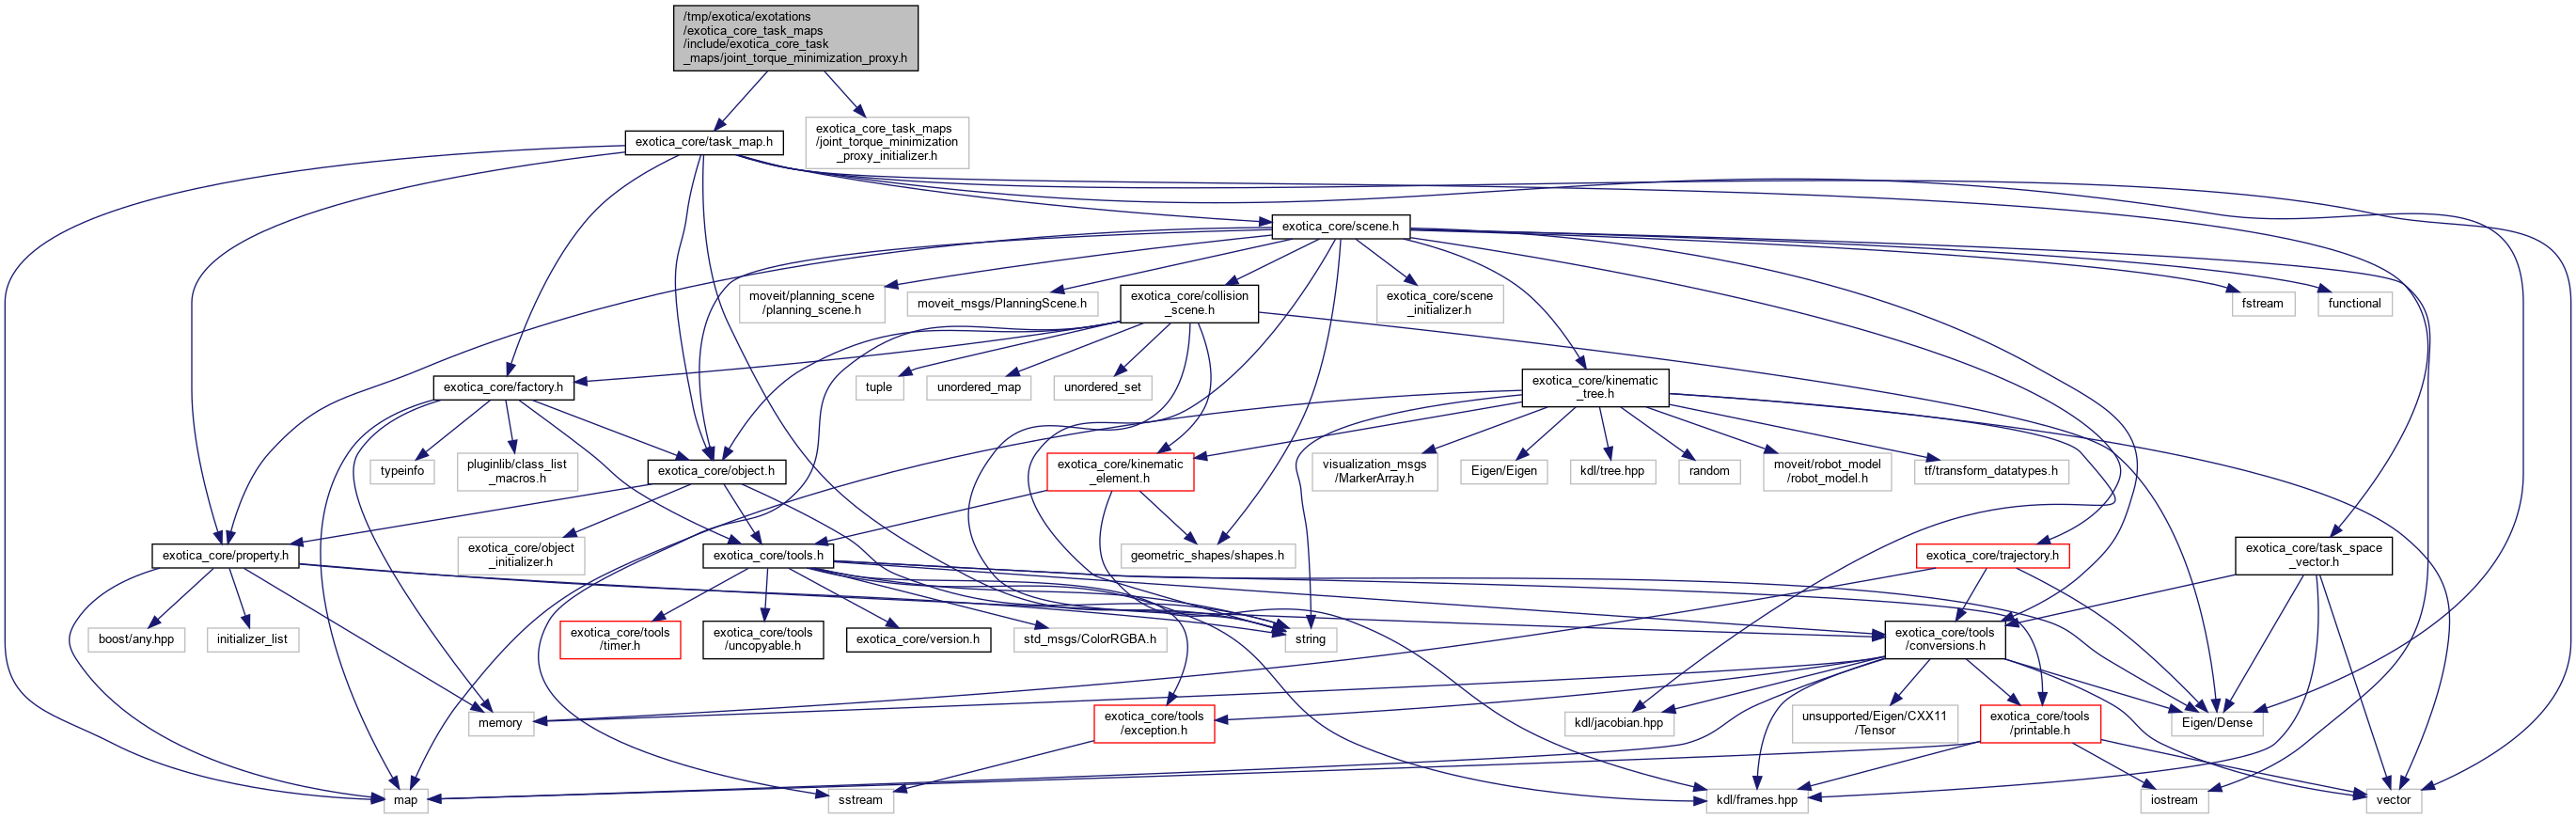 /tmp/exotica/exotations
/exotica_core_task_maps
/include/exotica_core_task
_maps/joint_torque_minimization_proxy.h
exotica_core/task_map.h
exotica_core_task_maps
/joint_torque_minimization
_proxy_initializer.h
exotica_core/scene.h
moveit/planning_scene
/planning_scene.h
moveit_msgs/PlanningScene.h
exotica_core/collision
_scene.h
exotica_core/scene
_initializer.h
fstream
functional
exotica_core/factory.h
tuple
unordered_map
unordered_set
exotica_core/kinematic
_tree.h
typeinfo
pluginlib/class_list
_macros.h
exotica_core/object.h
exotica_core/kinematic
_element.h
visualization_msgs
/MarkerArray.h
Eigen/Eigen
kdl/tree.hpp
random
moveit/robot_model
/robot_model.h
tf/transform_datatypes.h
exotica_core/property.h
exotica_core/object
_initializer.h
exotica_core/tools.h
geometric_shapes/shapes.h
exotica_core/trajectory.h
exotica_core/task_space
_vector.h
boost/any.hpp
initializer_list
exotica_core/tools
/timer.h
exotica_core/tools
/uncopyable.h
exotica_core/version.h
std_msgs/ColorRGBA.h
string
exotica_core/tools
/conversions.h
memory
exotica_core/tools
/exception.h
kdl/jacobian.hpp
unsupported/Eigen/CXX11
/Tensor
exotica_core/tools
/printable.h
Eigen/Dense
map
sstream
kdl/frames.hpp
iostream
vector